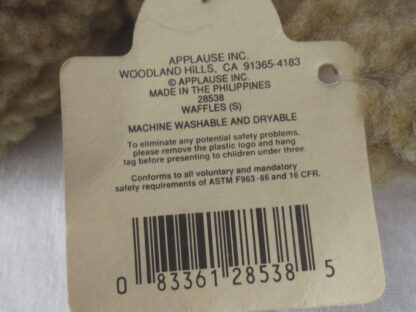 APPLAUSE INC.
WOODLAND HILLS, CA 91365-4183
© APPLAUSE INC.
MADE IN THE PHILIPPINES
28538
WAFFLES (S)
MACHINE WASHABLE AND DRYABLE
To eliminate any potential safety problems,
please remove the plastic logo and hang
tag before presenting to children under three.
Conforms to all voluntary and mandatory
safety requirements of ASTM F963-86 and 16 CFR.
0 83361 28538 5